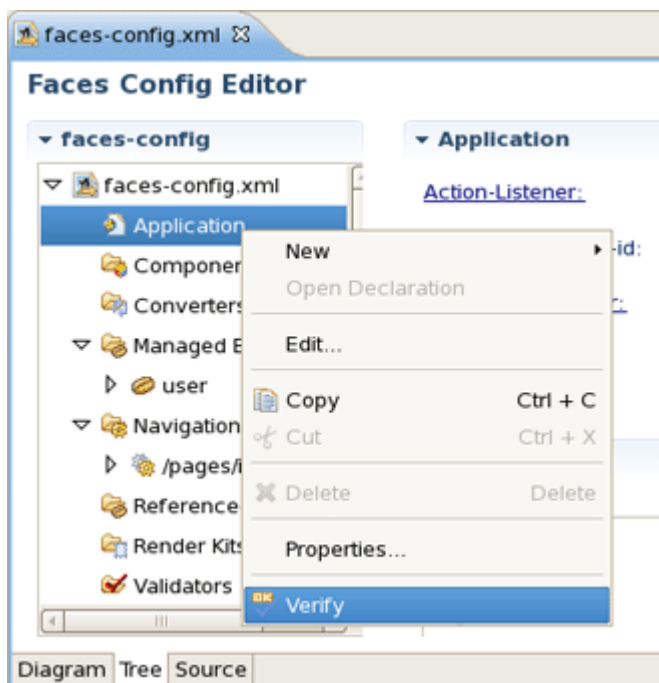 faces-config.xml
Faces Config Editor
faces-config
Application
faces-config.xml
Action-Listener:
Application
Componen
Converters
Managed B
user
Navigation
/pages/i
Reference
Render Kits
Validators
-id:
r:
New
Open Declaration
Edit...
Copy Ctrl + C
Cut Ctrl + X
Delete Delete
Properties...
OK Verify
Diagram Tree Source